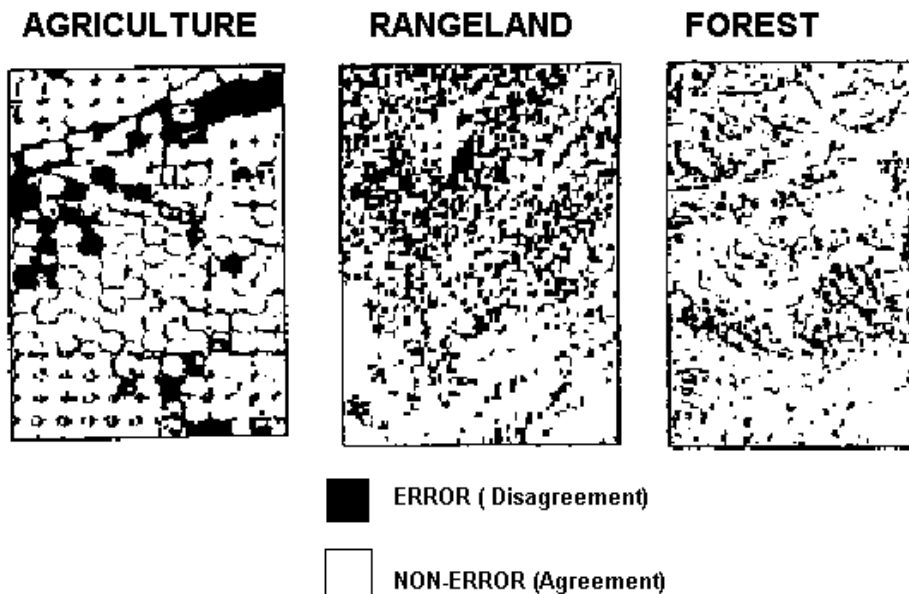 AGRICULTURE RANGELAND FOREST
ERROR ( Disagreement)
NON-ERROR (Agreement)